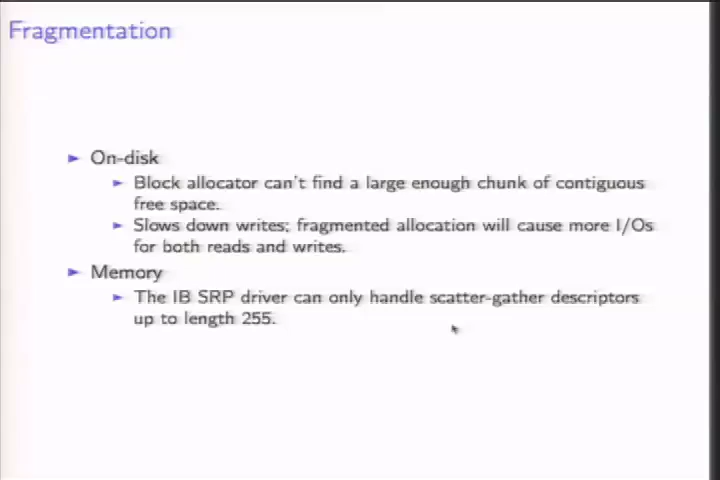 Fragmentation
On-disk
Block allocator can't find a large enough chunk of contiguous
free space.
Slows down writes; fragmented allocation will cause more I/Os
for both reads and writes.
Memory
The IB SRP driver can only handle scatter-gather descriptors
up to length 255.